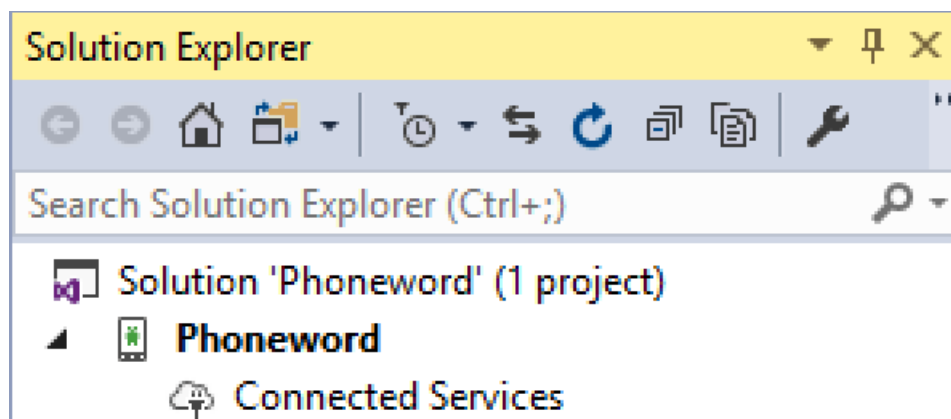 Solution Explorer
Search Solution Explorer (Ctrl+;)
Solution 'Phoneword' (1 project)
Phoneword
Connected Services